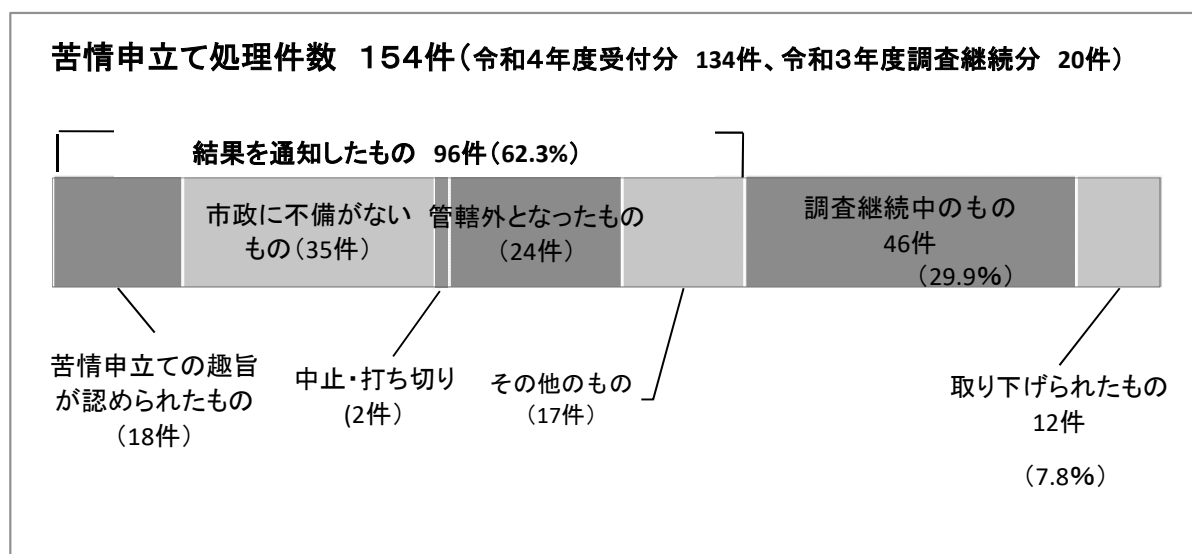 苦情申立て処理件数 154件(令和4年度受付分 134件、令和3年度調査継続分 20件)
結果を通知したもの 96件(62.3%)
市政に不備がない
もの(35件)
管轄外となったもの
(24件)
調査継続中のもの
46件
(29.9%)
苦情申立ての趣旨
が認められたもの
(18件)
中止・打ち切り
(2件)
その他のもの
(17件)
取り下げられたもの
12件
(7.8%)